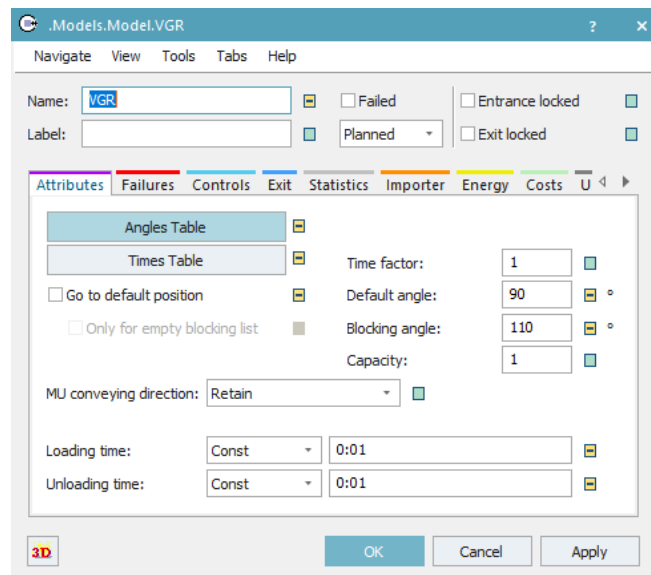 .Models.Model.VGR ? ×
Navigate View Tools Tabs Help
Name: VGR Failed Entrance locked
Label: Planned Exit locked
Attributes Failures Controls Exit Statistics Importer Energy Costs U
Angles Table
Times Table Time factor: 1
Go to default position Default angle: 90 °
Only for empty blocking list Blocking angle: 110 °
Capacity: 1
MU conveying direction: Retain
Loading time: Const 0:01
Unloading time: Const 0:01
3D OK Cancel Apply